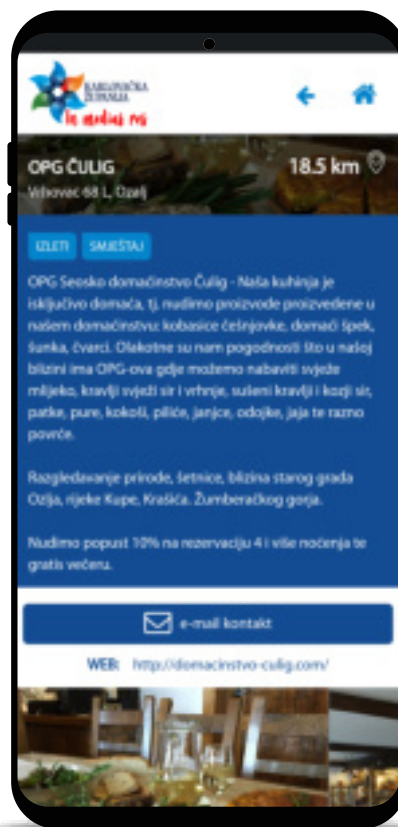 KARLOVAČKA
ŽUPANIJA
In medias res
OPG ČULIG
18.5 km
Vrhovac 68 L, Ozalj
IZLETI
SMJEŠTAJ
OPG Seosko domaćinstvo Čulig - Naša kuhinja je
isključivo domaća, tj. nudimo proizvode proizvedene u
našem domaćinstvu: kobasice češnjovke, domaći špek,
šunka, čvarci. Olakotne su nam pogodnosti što u našoj
blizini ima OPG-ova gdje možemo nabaviti svježe
mlijeko, kravlji svježi sir i vrhnje, sušeni kravlji i kozji sir,
patke, pure, kokoši, piliće, janjce, odojke, jaja te razno
povrće.
Razgledavanje prirode, šetnice, blizina starog grada
Ozlja, rijeke Kupe, Krašića. Žumberačkog gorja.
Nudimo popust 10% na rezervaciju 4 i više noćenja te
gratis večeru.
e-mail kontakt
WEB: http://domacinstvo-culig.com/